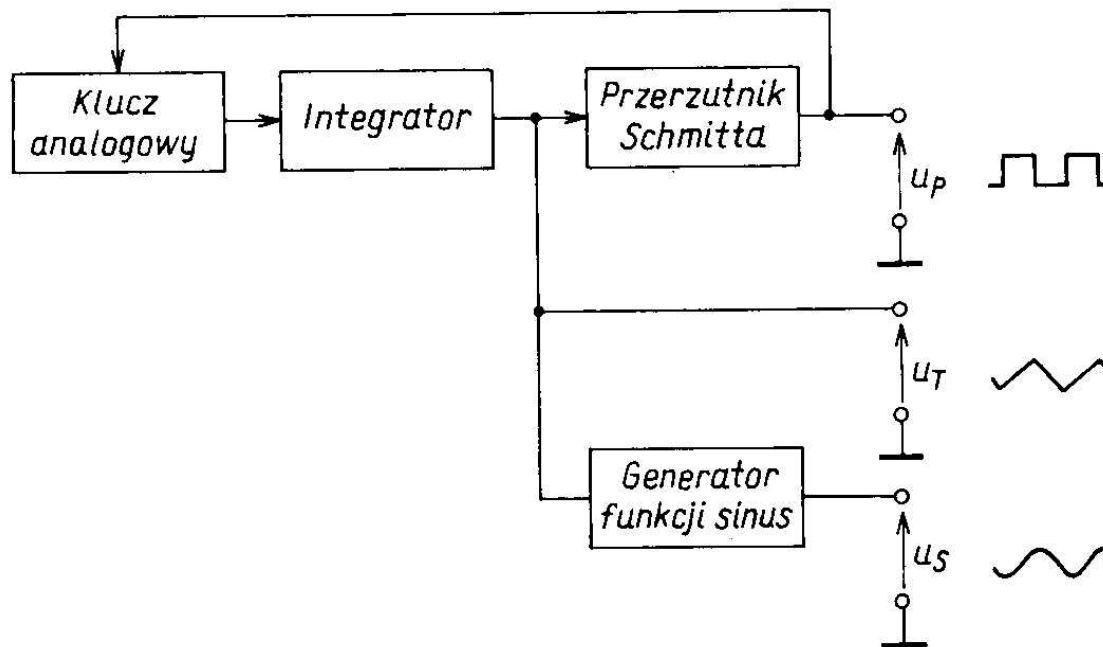 Klucz
analogowy
Integrator
Przerzutnik
Schmitta
u_P
u_T
Generator
funkcji sinus
u_S